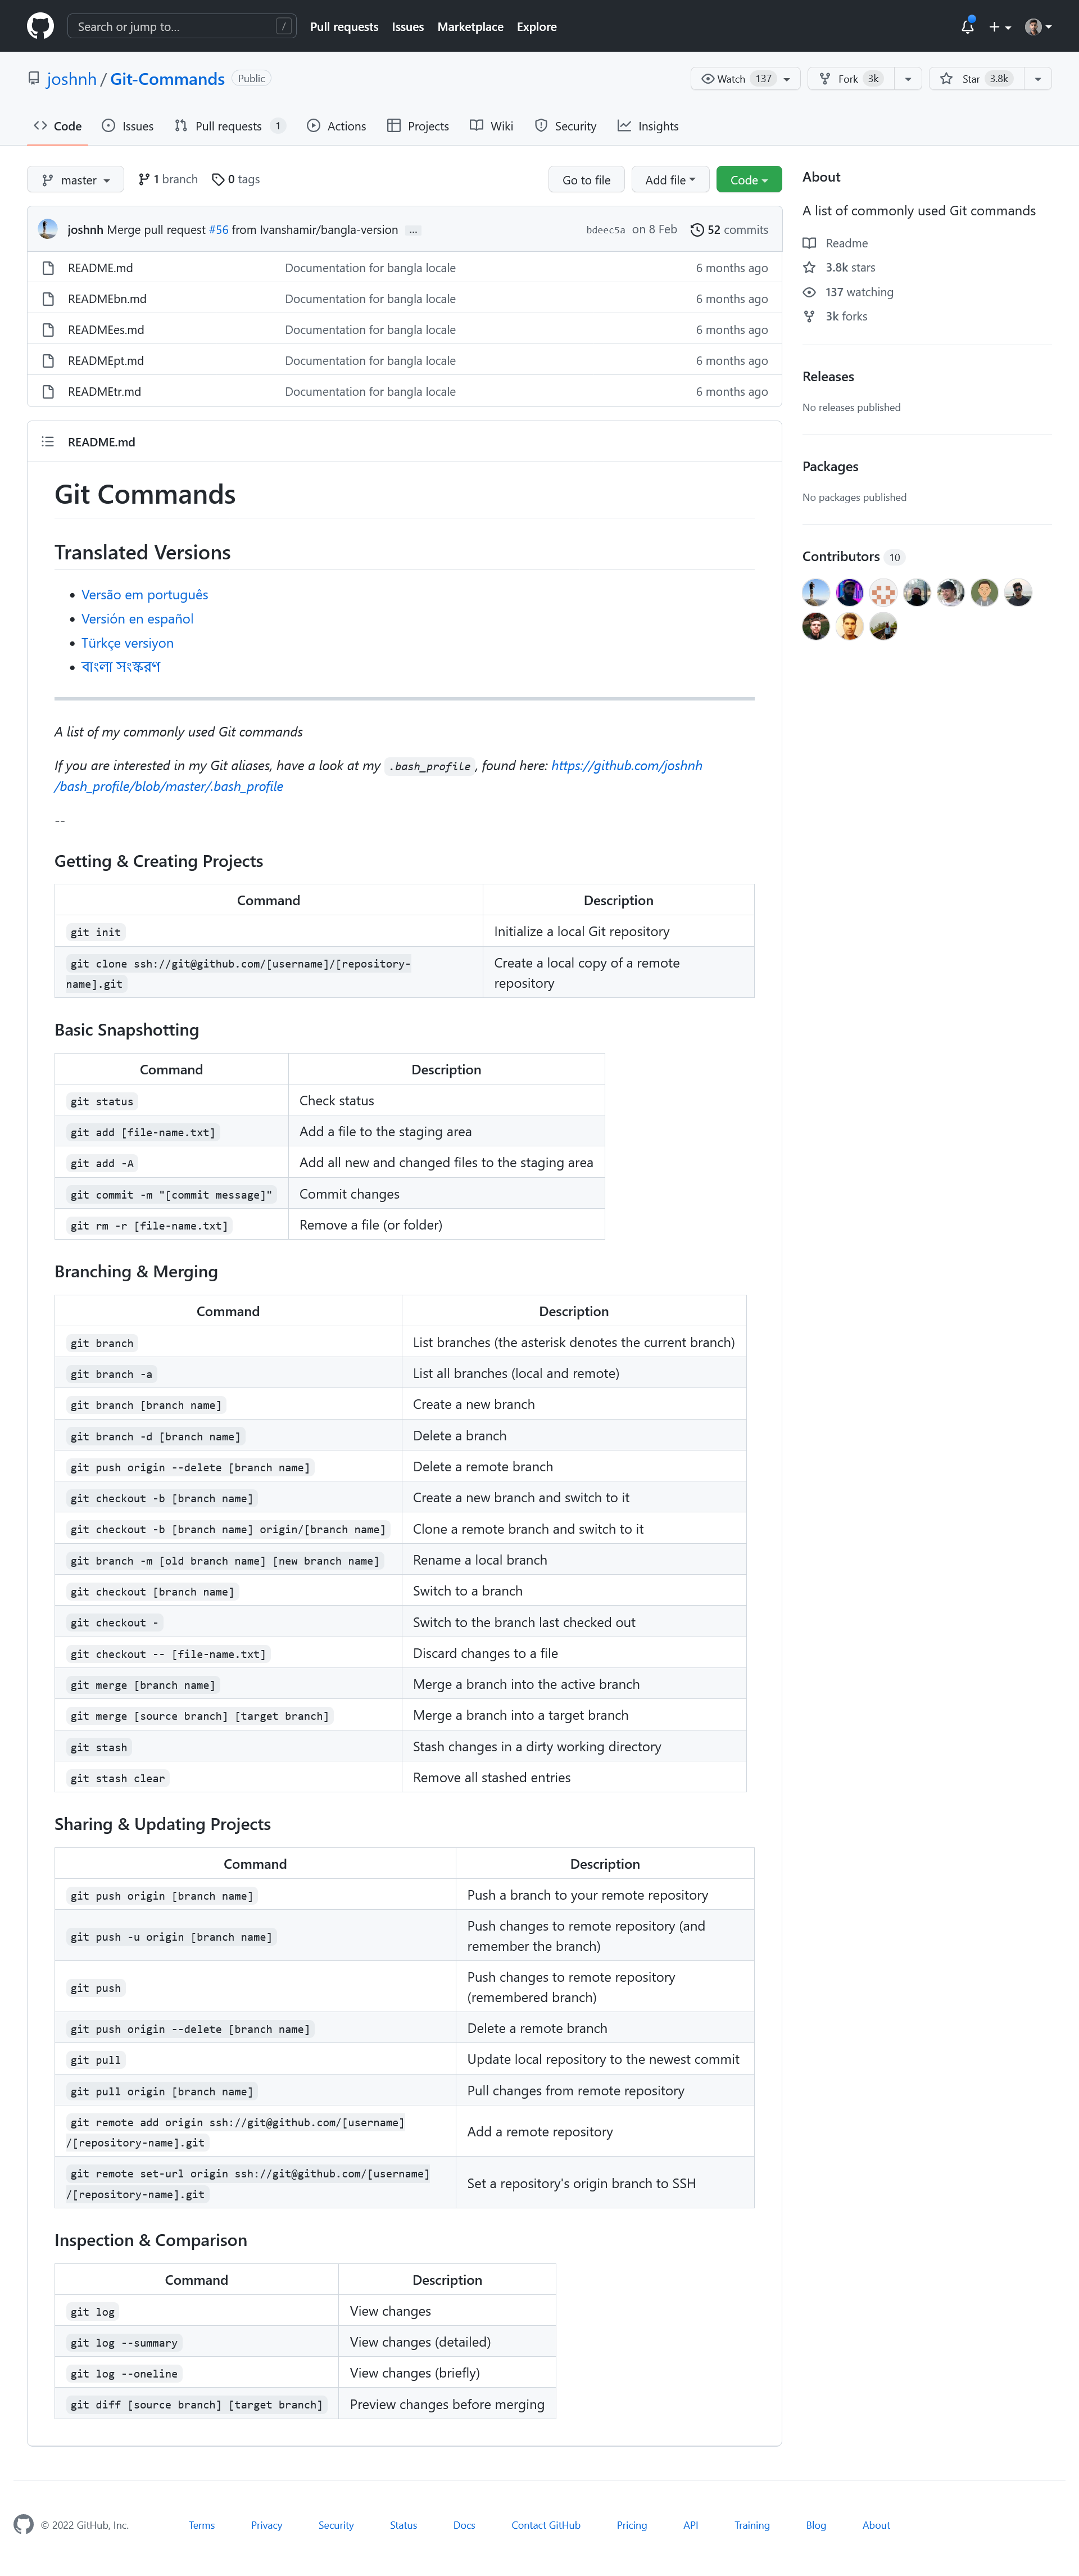 Search or jump to... /
Pull requests Issues Marketplace Explore
joshnh / Git-Commands Public
Watch 137 Fork 3k Star 3.8k
Code Issues Pull requests 1 Actions Projects Wiki Security Insights
master 1 branch 0 tags Go to file Add file Code
joshnh Merge pull request #56 from Ivanshamir/bangla-version ... bdeec5a on 8 Feb 52 commits
README.md Documentation for bangla locale 6 months ago
READMEbn.md Documentation for bangla locale 6 months ago
READMEes.md Documentation for bangla locale 6 months ago
READMEpt.md Documentation for bangla locale 6 months ago
READMEtr.md Documentation for bangla locale 6 months ago
README.md
Git Commands
Translated Versions
• Versão em português
• Versión en español
• Türkçe versiyon
• বাংলা সংস্করণ
A list of my commonly used Git commands
If you are interested in my Git aliases, have a look at my .bash_profile, found here: https://github.com/joshnh
/bash_profile/blob/master/.bash_profile
--
Getting & Creating Projects
Command Description
git init Initialize a local Git repository
git clone ssh://git@github.com/[username]/[repository- Create a local copy of a remote
name].git repository
Basic Snapshotting
Command Description
git status Check status
git add [file-name.txt] Add a file to the staging area
git add -A Add all new and changed files to the staging area
git commit -m "[commit message]" Commit changes
git rm -r [file-name.txt] Remove a file (or folder)
Branching & Merging
Command Description
git branch List branches (the asterisk denotes the current branch)
git branch -a List all branches (local and remote)
git branch [branch name] Create a new branch
git branch -d [branch name] Delete a branch
git push origin --delete [branch name] Delete a remote branch
git checkout -b [branch name] Create a new branch and switch to it
git checkout -b [branch name] origin/[branch name] Clone a remote branch and switch to it
git branch -m [old branch name] [new branch name] Rename a local branch
git checkout [branch name] Switch to a branch
git checkout - Switch to the branch last checked out
git checkout -- [file-name.txt] Discard changes to a file
git merge [branch name] Merge a branch into the active branch
git merge [source branch] [target branch] Merge a branch into a target branch
git stash Stash changes in a dirty working directory
git stash clear Remove all stashed entries
Sharing & Updating Projects
Command Description
git push origin [branch name] Push a branch to your remote repository
git push -u origin [branch name] Push changes to remote repository (and
remember the branch)
git push Push changes to remote repository
(remembered branch)
git push origin --delete [branch name] Delete a remote branch
git pull Update local repository to the newest commit
git pull origin [branch name] Pull changes from remote repository
git remote add origin ssh://git@github.com/[username]
/[repository-name].git Add a remote repository
git remote set-url origin ssh://git@github.com/[username]
/[repository-name].git Set a repository's origin branch to SSH
Inspection & Comparison
Command Description
git log View changes
git log --summary View changes (detailed)
git log --oneline View changes (briefly)
git diff [source branch] [target branch] Preview changes before merging
About
A list of commonly used Git commands
Readme
3.8k stars
137 watching
3k forks
Releases
No releases published
Packages
No packages published
Contributors 10
© 2022 GitHub, Inc. Terms Privacy Security Status Docs Contact GitHub Pricing API Training Blog About